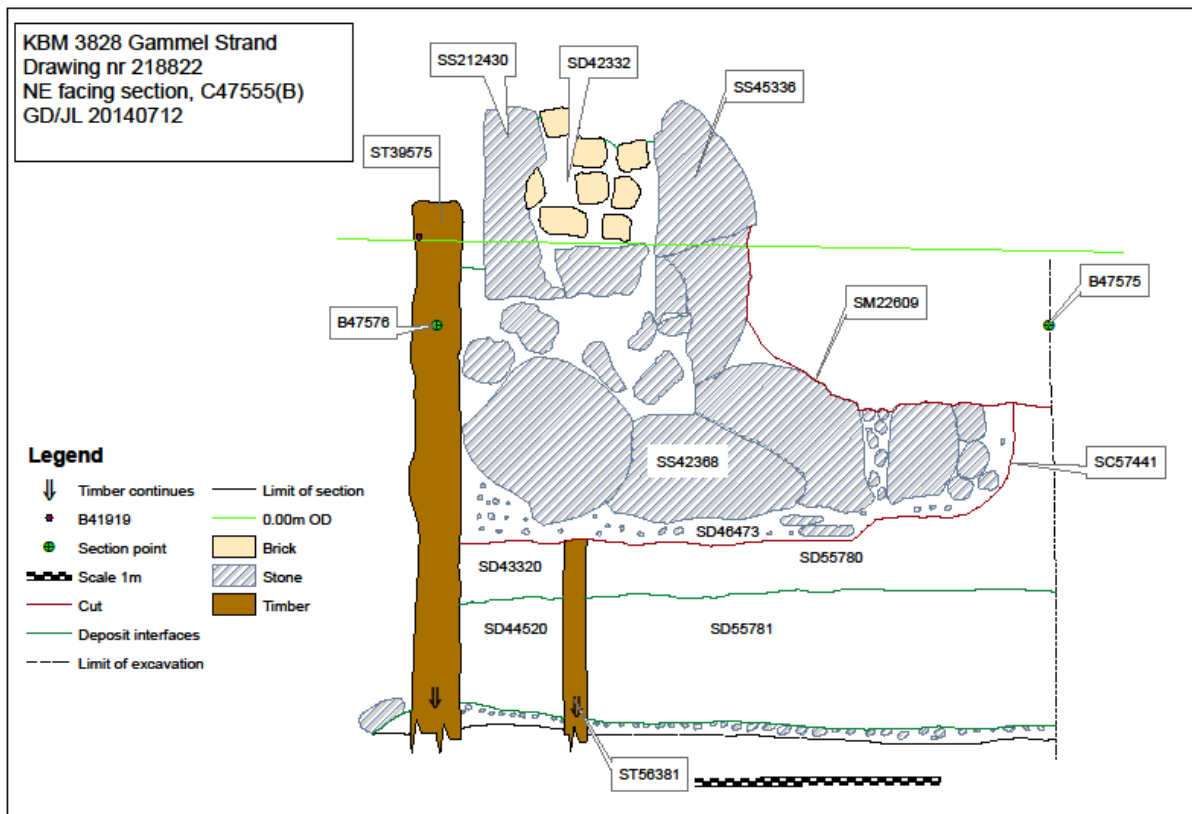 KBM 3828 Gammel Strand
Drawing nr 218822
NE facing section, C47555(B)
GD/JL 20140712
SS212430
SD42332
SS45336
ST39575
B47576
B47575
SM22609
SS42368
SC57441
SD46473
SD43320
SD55780
SD44520
SD55781
ST56381
Legend
Timber continues
B41919
Section point
Scale 1m
Cut
Deposit interfaces
Limit of excavation
Limit of section
0.00m OD
Brick
Stone
Timber